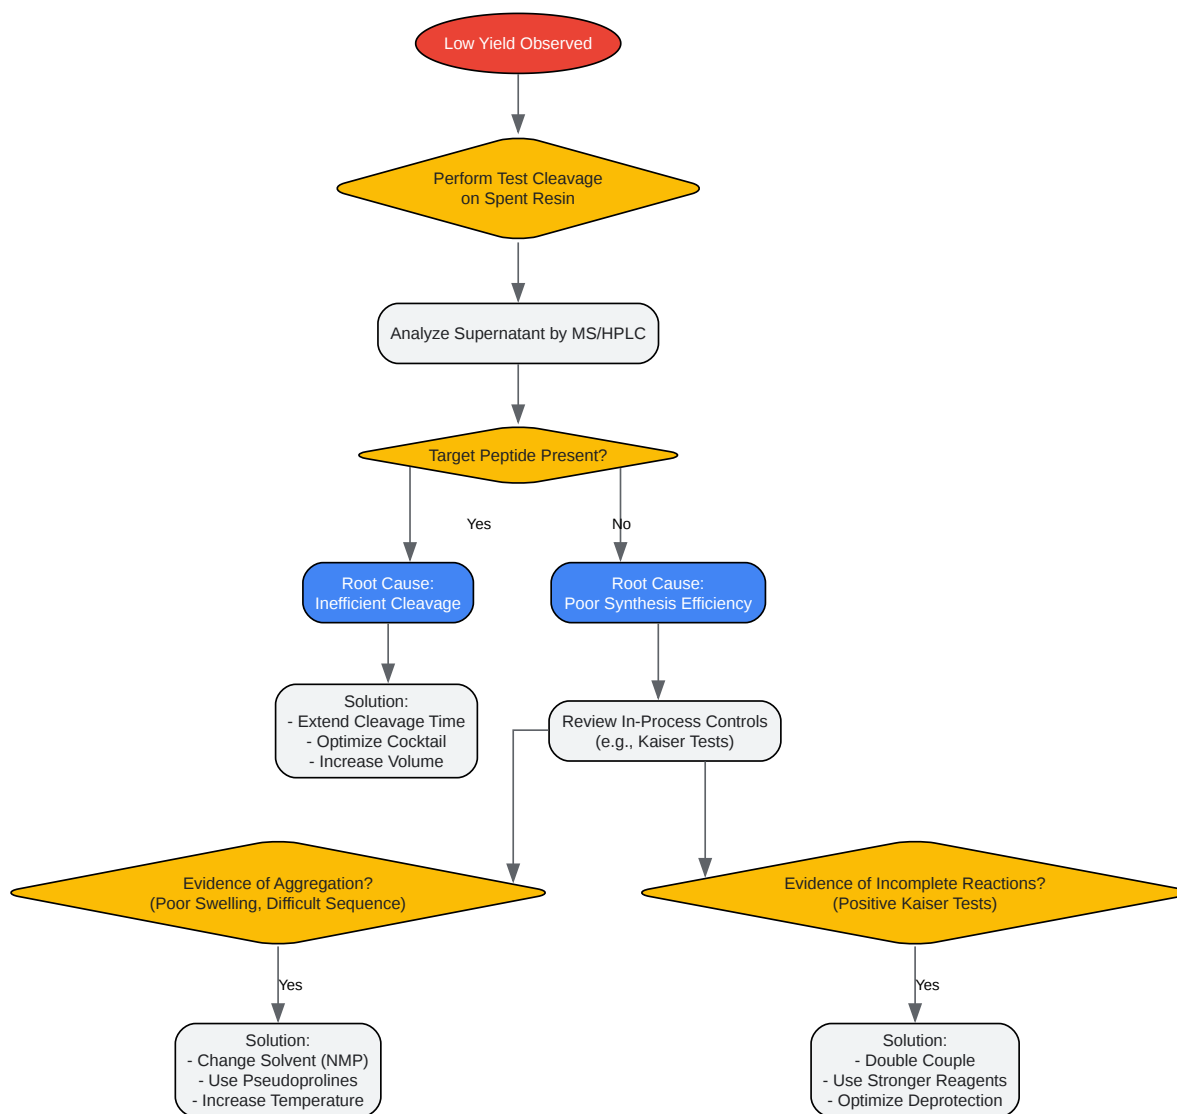 Low Yield Observed
Perform Test Cleavage
on Spent Resin
Analyze Supernatant by MS/HPLC
Target Peptide Present?
Yes
No
Root Cause:
Inefficient Cleavage
Root Cause:
Poor Synthesis Efficiency
Solution:
- Extend Cleavage Time
- Optimize Cocktail
- Increase Volume
Review In-Process Controls
(e.g., Kaiser Tests)
Evidence of Aggregation?
(Poor Swelling, Difficult Sequence)
Evidence of Incomplete Reactions?
(Positive Kaiser Tests)
Yes
Yes
Solution:
- Change Solvent (NMP)
- Use Pseudoprolines
- Increase Temperature
Solution:
- Double Couple
- Use Stronger Reagents
- Optimize Deprotection